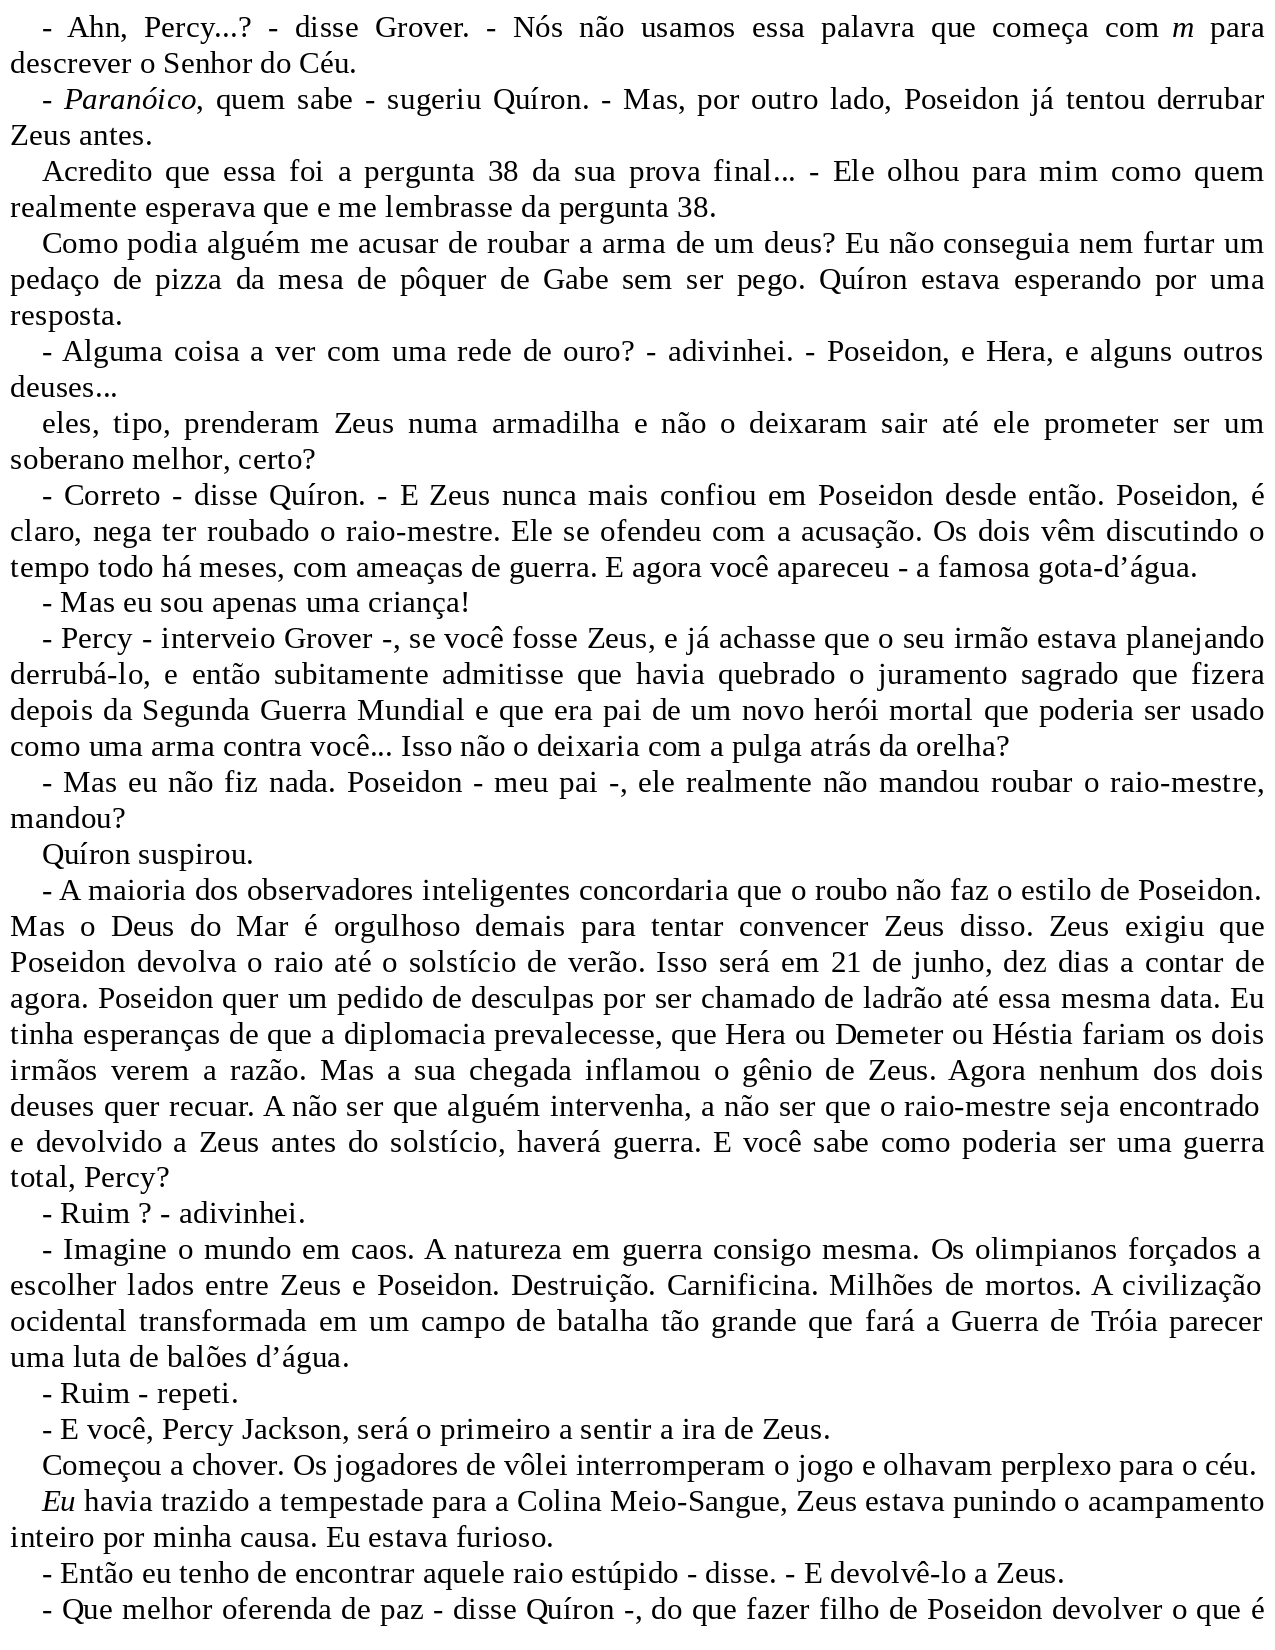 - Ahn, Percy...? - disse Grover. - Nós não usamos essa palavra que começa com m para
descrever o Senhor do Céu.
- Paranóico, quem sabe - sugeriu Quíron. - Mas, por outro lado, Poseidon já tentou derrubar
Zeus antes.
Acredito que essa foi a pergunta 38 da sua prova final... - Ele olhou para mim como quem
realmente esperava que e me lembrasse da pergunta 38.
Como podia alguém me acusar de roubar a arma de um deus? Eu não conseguia nem furtar um
pedaço de pizza da mesa de pôquer de Gabe sem ser pego. Quíron estava esperando por uma
resposta.
- Alguma coisa a ver com uma rede de ouro? - adivinhei. - Poseidon, e Hera, e alguns outros
deuses...
eles, tipo, prenderam Zeus numa armadilha e não o deixaram sair até ele prometer ser um
soberano melhor, certo?
- Correto - disse Quíron. - E Zeus nunca mais confiou em Poseidon desde então. Poseidon, é
claro, nega ter roubado o raio-mestre. Ele se ofendeu com a acusação. Os dois vêm discutindo o
tempo todo há meses, com ameaças de guerra. E agora você apareceu - a famosa gota-d’água.
- Mas eu sou apenas uma criança!
- Percy - interveio Grover -, se você fosse Zeus, e já achasse que o seu irmão estava planejando
derrubá-lo, e então subitamente admitisse que havia quebrado o juramento sagrado que fizera
depois da Segunda Guerra Mundial e que era pai de um novo herói mortal que poderia ser usado
como uma arma contra você... Isso não o deixaria com a pulga atrás da orelha?
- Mas eu não fiz nada. Poseidon - meu pai -, ele realmente não mandou roubar o raio-mestre,
mandou?
Quíron suspirou.
- A maioria dos observadores inteligentes concordaria que o roubo não faz o estilo de Poseidon.
Mas o Deus do Mar é orgulhoso demais para tentar convencer Zeus disso. Zeus exigiu que
Poseidon devolva o raio até o solstício de verão. Isso será em 21 de junho, dez dias a contar de
agora. Poseidon quer um pedido de desculpas por ser chamado de ladrão até essa mesma data. Eu
tinha esperanças de que a diplomacia prevalecesse, que Hera ou Demeter ou Héstia fariam os dois
irmãos verem a razão. Mas a sua chegada inflamou o gênio de Zeus. Agora nenhum dos dois
deuses quer recuar. A não ser que alguém intervenha, a não ser que o raio-mestre seja encontrado
e devolvido a Zeus antes do solstício, haverá guerra. E você sabe como poderia ser uma guerra
total, Percy?
- Ruim ? - adivinhei.
- Imagine o mundo em caos. A natureza em guerra consigo mesma. Os olimpianos forçados a
escolher lados entre Zeus e Poseidon. Destruição. Carnificina. Milhões de mortos. A civilização
ocidental transformada em um campo de batalha tão grande que fará a Guerra de Tróia parecer
uma luta de balões d’água.
- Ruim - repeti.
- E você, Percy Jackson, será o primeiro a sentir a ira de Zeus.
Começou a chover. Os jogadores de vôlei interromperam o jogo e olhavam perplexo para o céu.
Eu havia trazido a tempestade para a Colina Meio-Sangue, Zeus estava punindo o acampamento
inteiro por minha causa. Eu estava furioso.
- Então eu tenho de encontrar aquele raio estúpido - disse. - E devolvê-lo a Zeus.
- Que melhor oferenda de paz - disse Quíron -, do que fazer filho de Poseidon devolver o que é